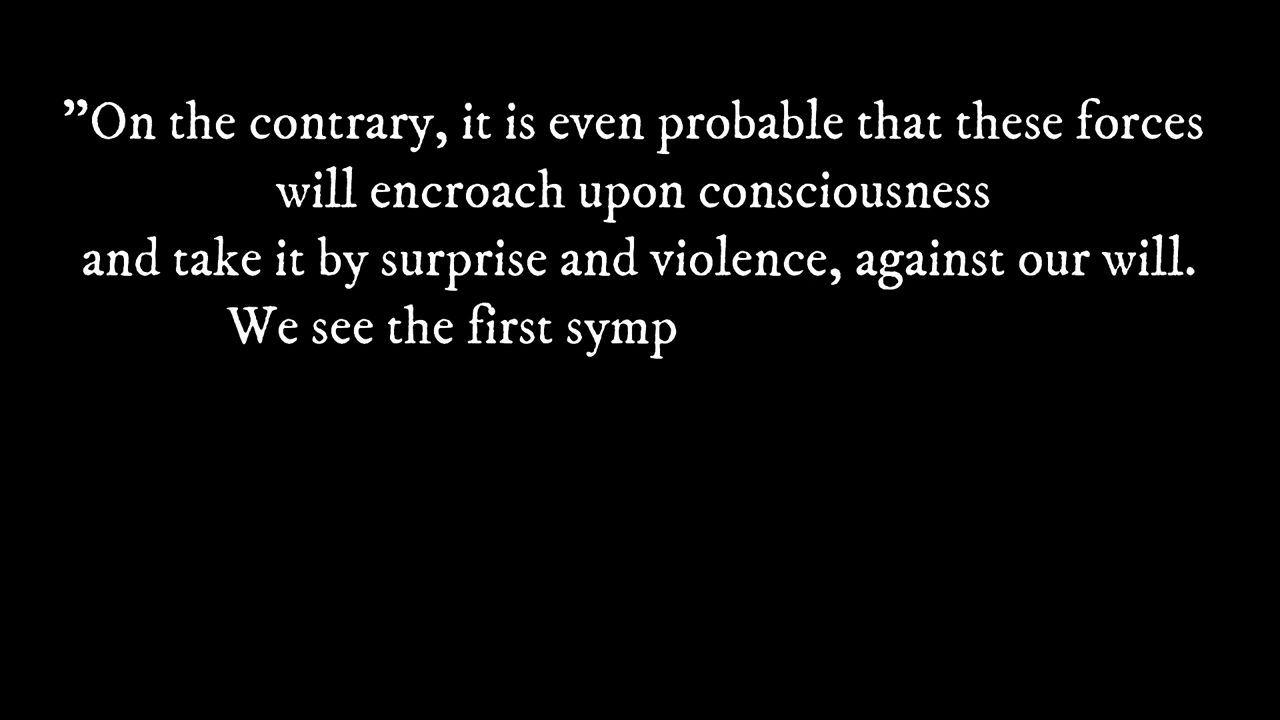 ”On the contrary, it is even probable that these forces
will encroach upon consciousness
and take it by surprise and violence, against our will.
We see the first symp